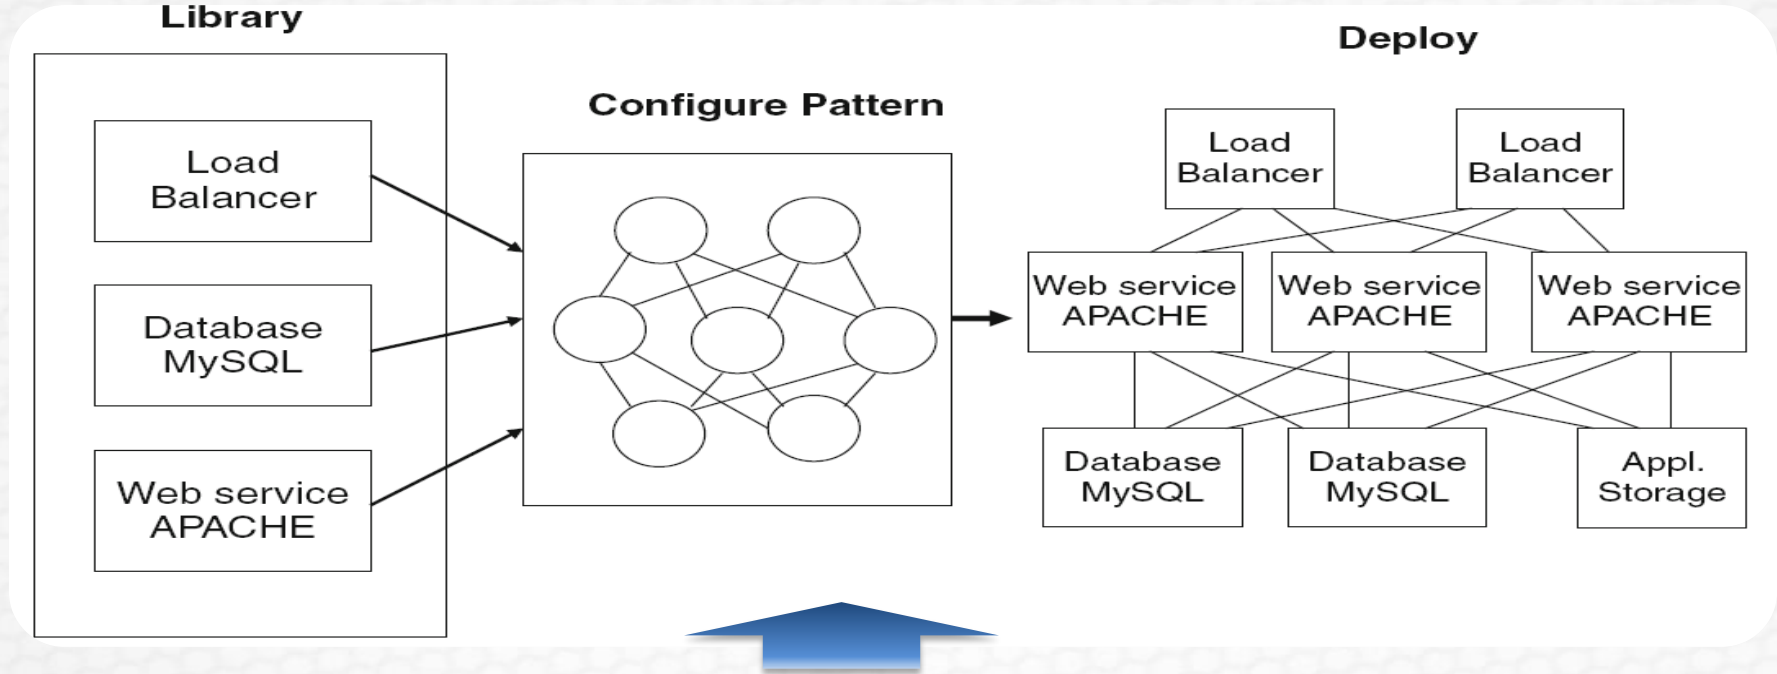 Library
Load
Balancer
Database
MySQL
Web service
APACHE
Configure Pattern
Deploy
Load
Balancer
Load
Balancer
Web service
APACHE
Web service
APACHE
Web service
APACHE
Database
MySQL
Database
MySQL
Appl.
Storage